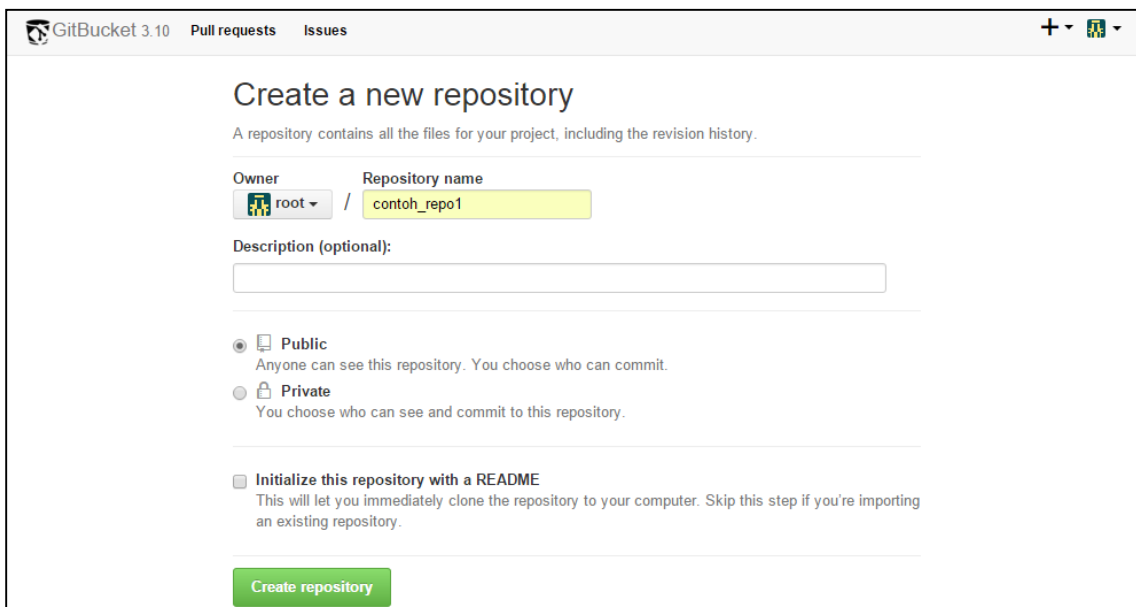 GitBucket 3.10 Pull requests Issues
Create a new repository
A repository contains all the files for your project, including the revision history.
Owner Repository name
root / contoh_repo1
Description (optional):
Public
Anyone can see this repository. You choose who can commit.
Private
You choose who can see and commit to this repository.
Initialize this repository with a README
This will let you immediately clone the repository to your computer. Skip this step if you're importing
an existing repository.
Create repository